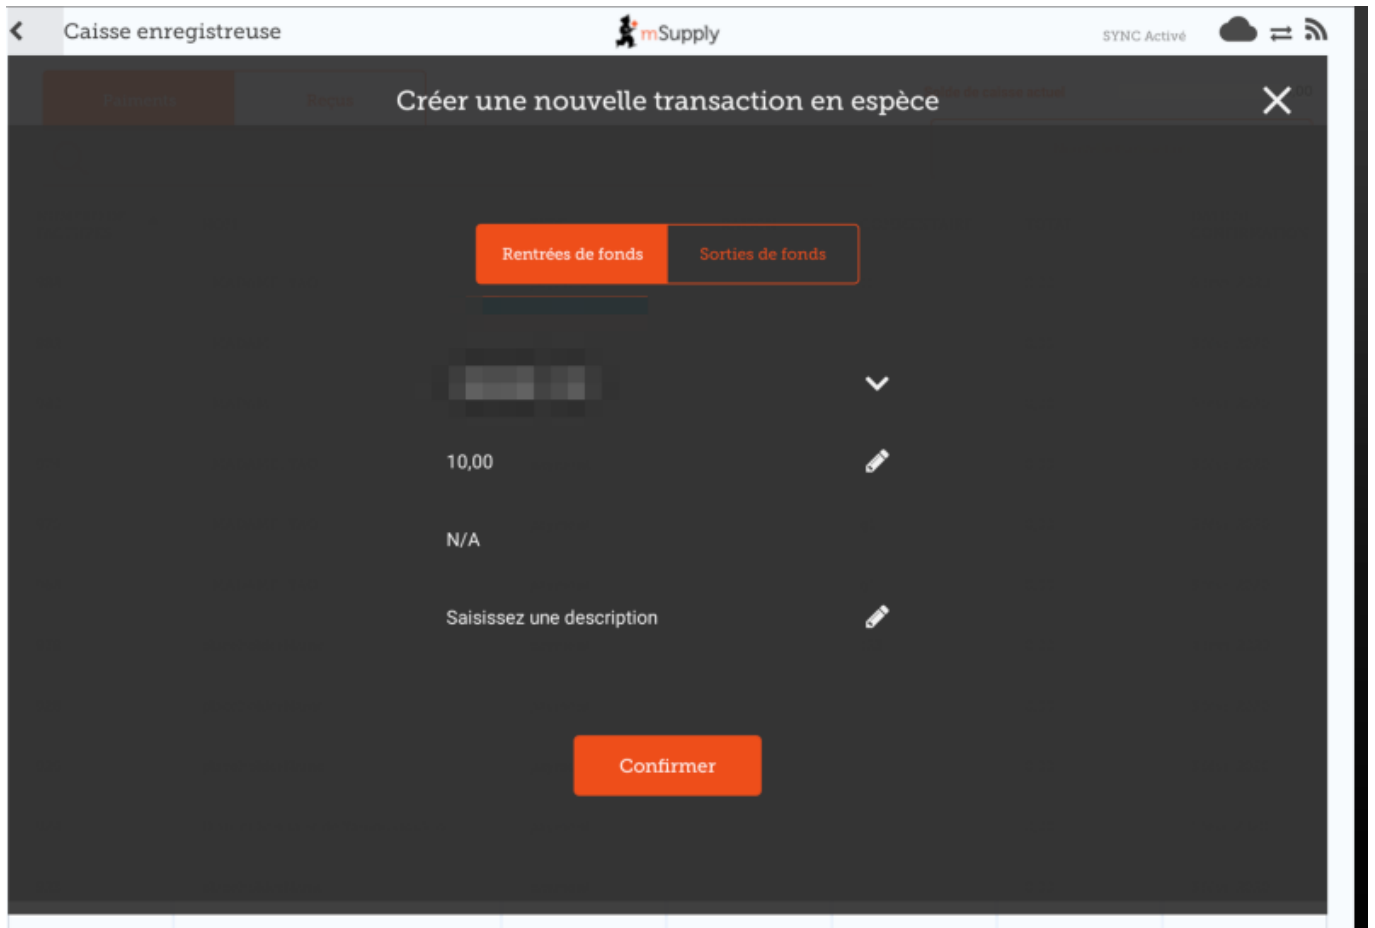 Caisse enregistreuse
mSupply
SYNC Activé
Créer une nouvelle transaction en espèce
Rentrées de fonds
Sorties de fonds
10,00
N/A
Saisissez une description
Confirmer